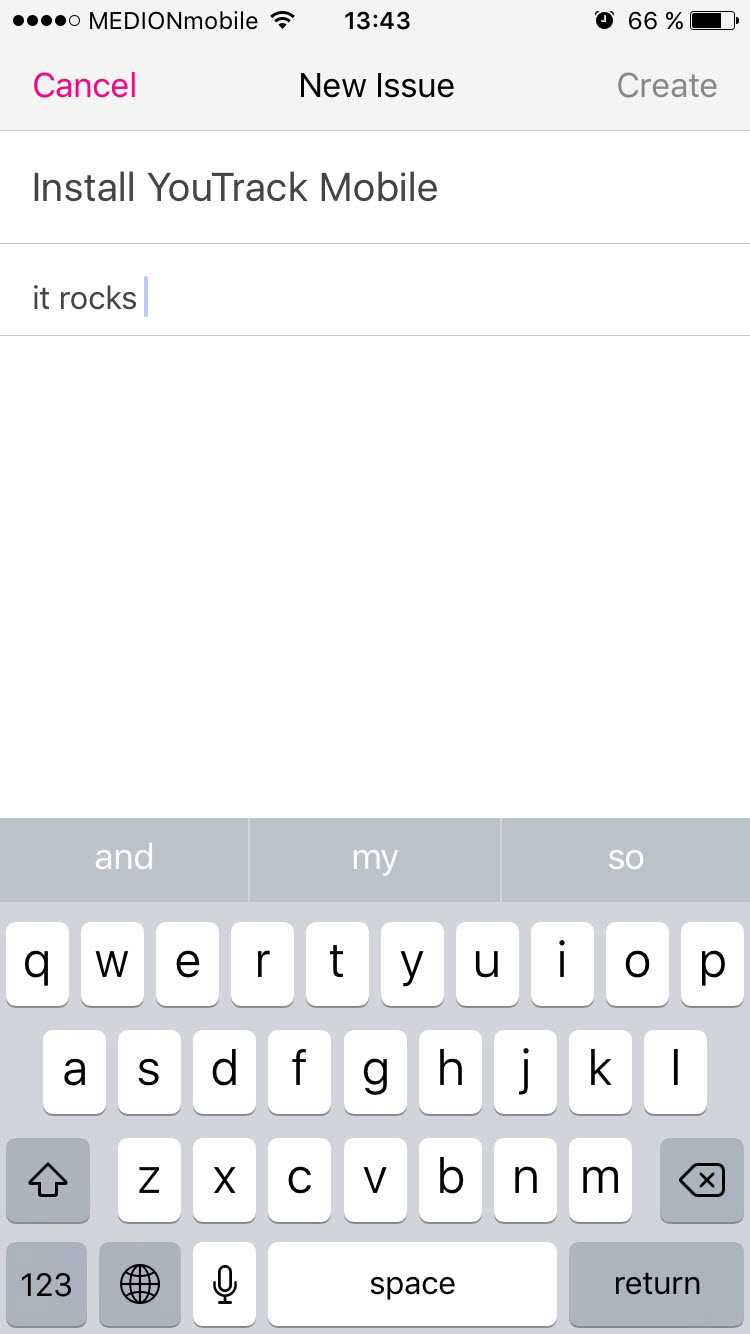 MEDIONmobile 13:43 66 %
Cancel New Issue Create
Install YouTrack Mobile
it rocks
and my so
q w e r t y u i o p
a s d f g h j k l
z x c v b n m
123 space return